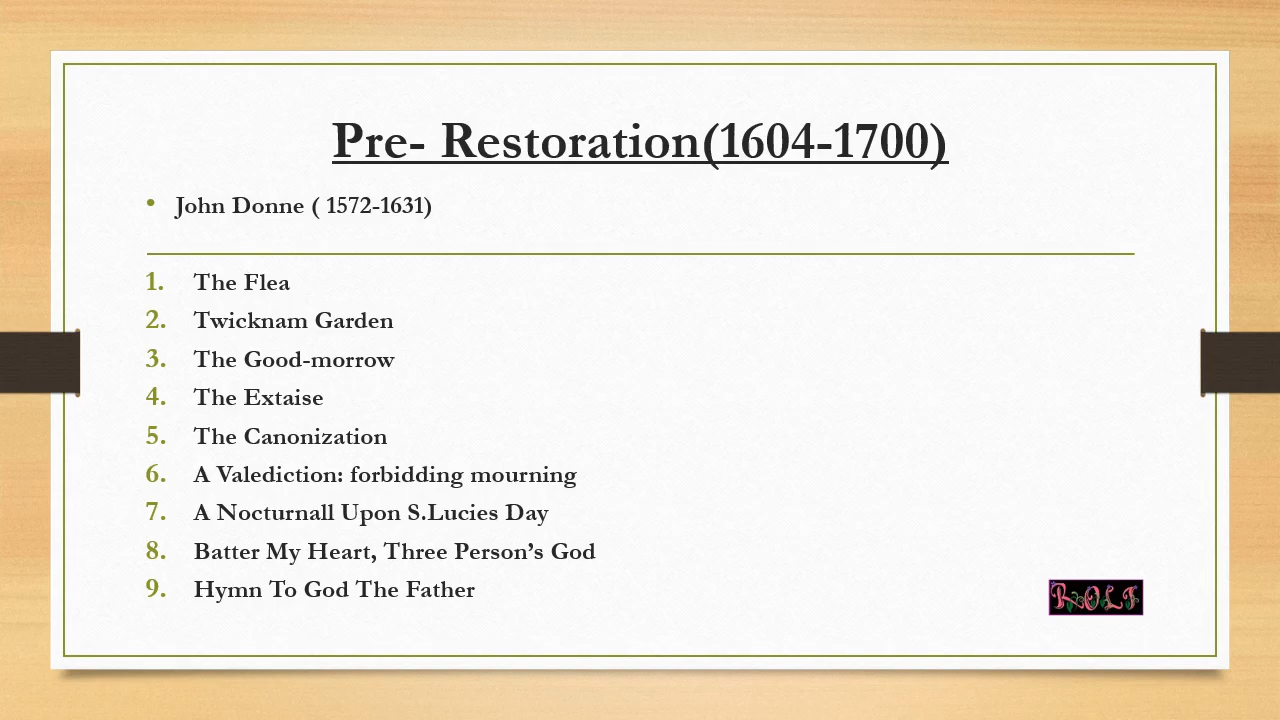 Pre- Restoration(1604-1700)
• John Donne ( 1572-1631)
1. The Flea
2. Twicknam Garden
3. The Good-morrow
4. The Extaise
5. The Canonization
6. A Valediction: forbidding mourning
7. A Nocturnall Upon S.Lucies Day
8. Batter My Heart, Three Person’s God
9. Hymn To God The Father
ROLI